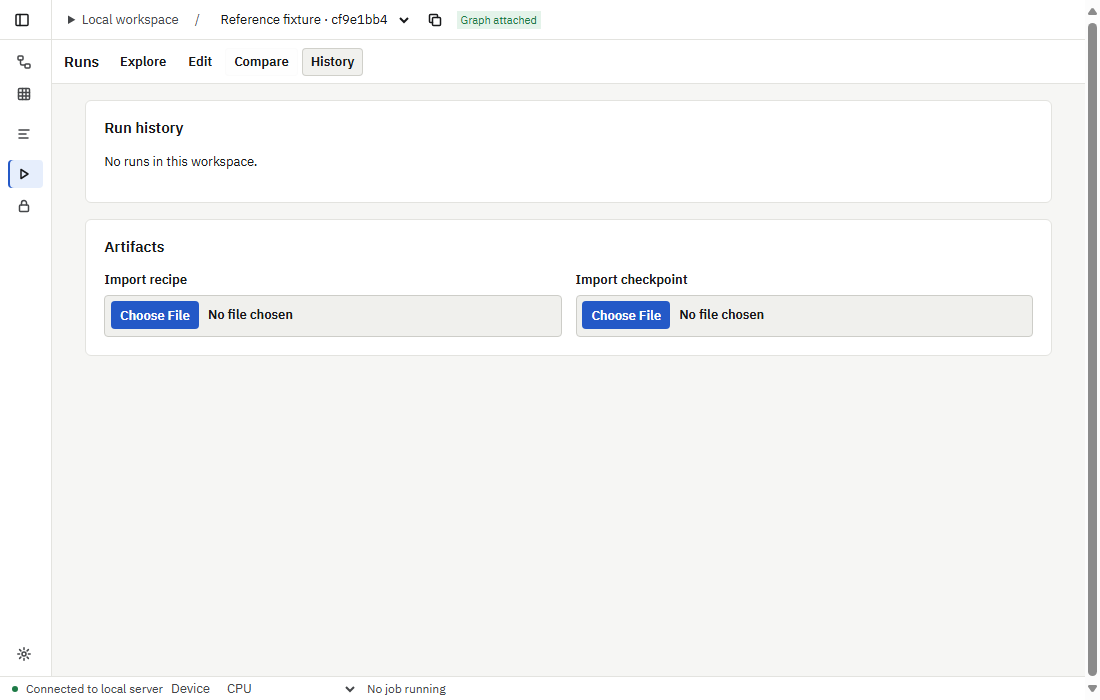 Local workspace / Reference fixture · cf9e1bb4 Graph attached
Runs Explore Edit Compare History
Run history
No runs in this workspace.
Artifacts
Import recipe Import checkpoint
Choose File No file chosen Choose File No file chosen
Connected to local server Device CPU No job running